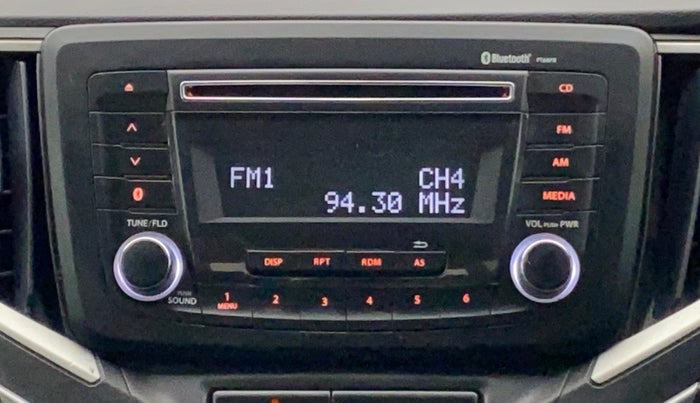 Bluetooth®
CD
FM
AM
MEDIA
FM1 CH4
94.30 MHz
TUNE/FLD
VOL PUSH PWR
DISP RPT RDM AS
PUSH
SOUND
1 2 3 4 5 6
MENU